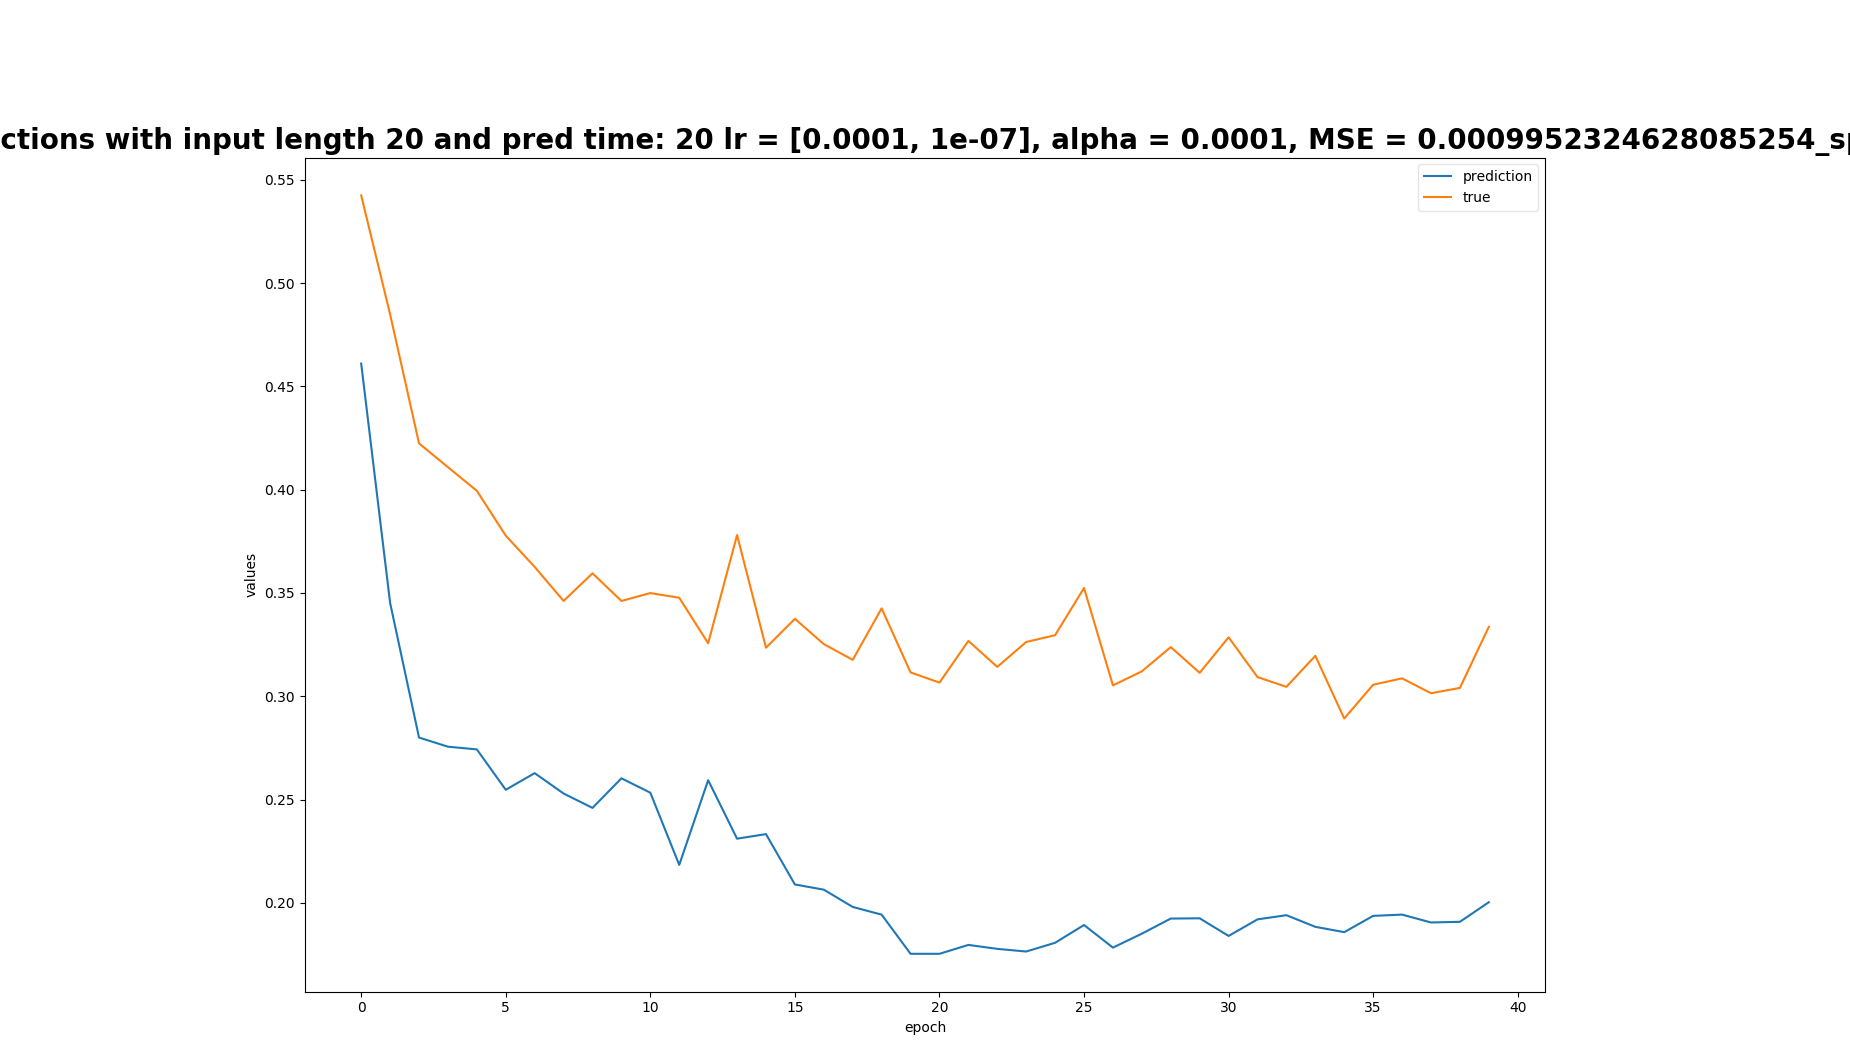 ctions with input length 20 and pred time: 20 lr = [0.0001, 1e-07], alpha = 0.0001, MSE = 0.0009952324628085254_sp
prediction
true
0.55
0.50
0.45
0.40
0.35
0.30
0.25
0.20
values
0 5 10 15 20 25 30 35 40
epoch